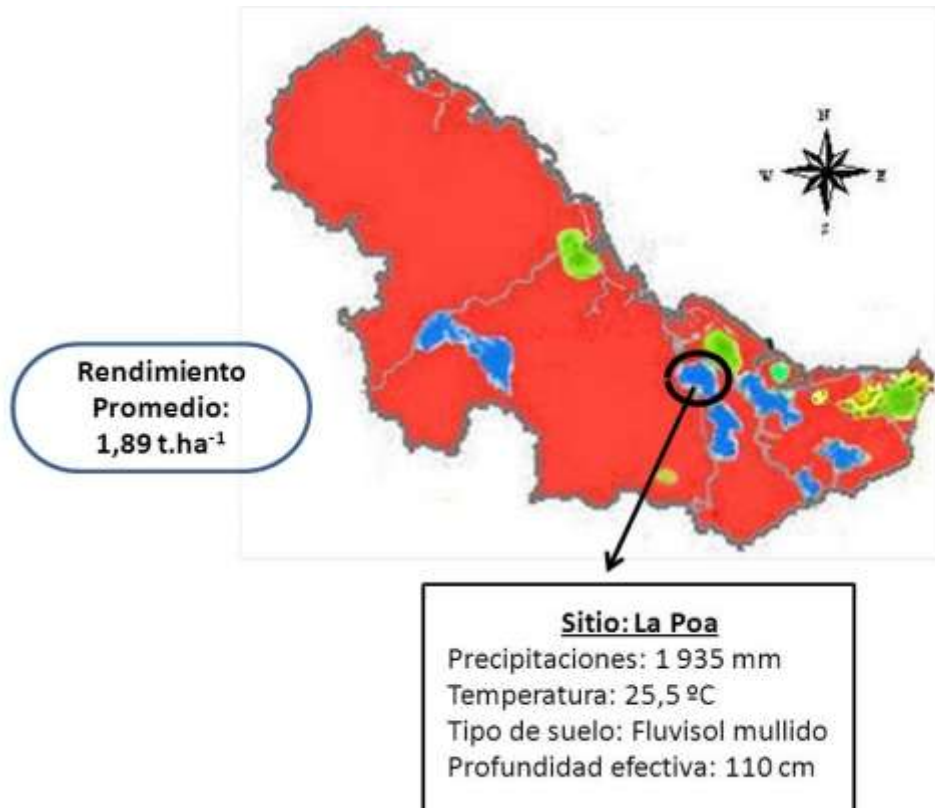 N
W E
S
Rendimiento
Promedio:
1,89 t.ha⁻¹
Sitio: La Poa
Precipitaciones: 1 935 mm
Temperatura: 25,5 ºC
Tipo de suelo: Fluvisol mullido
Profundidad efectiva: 110 cm